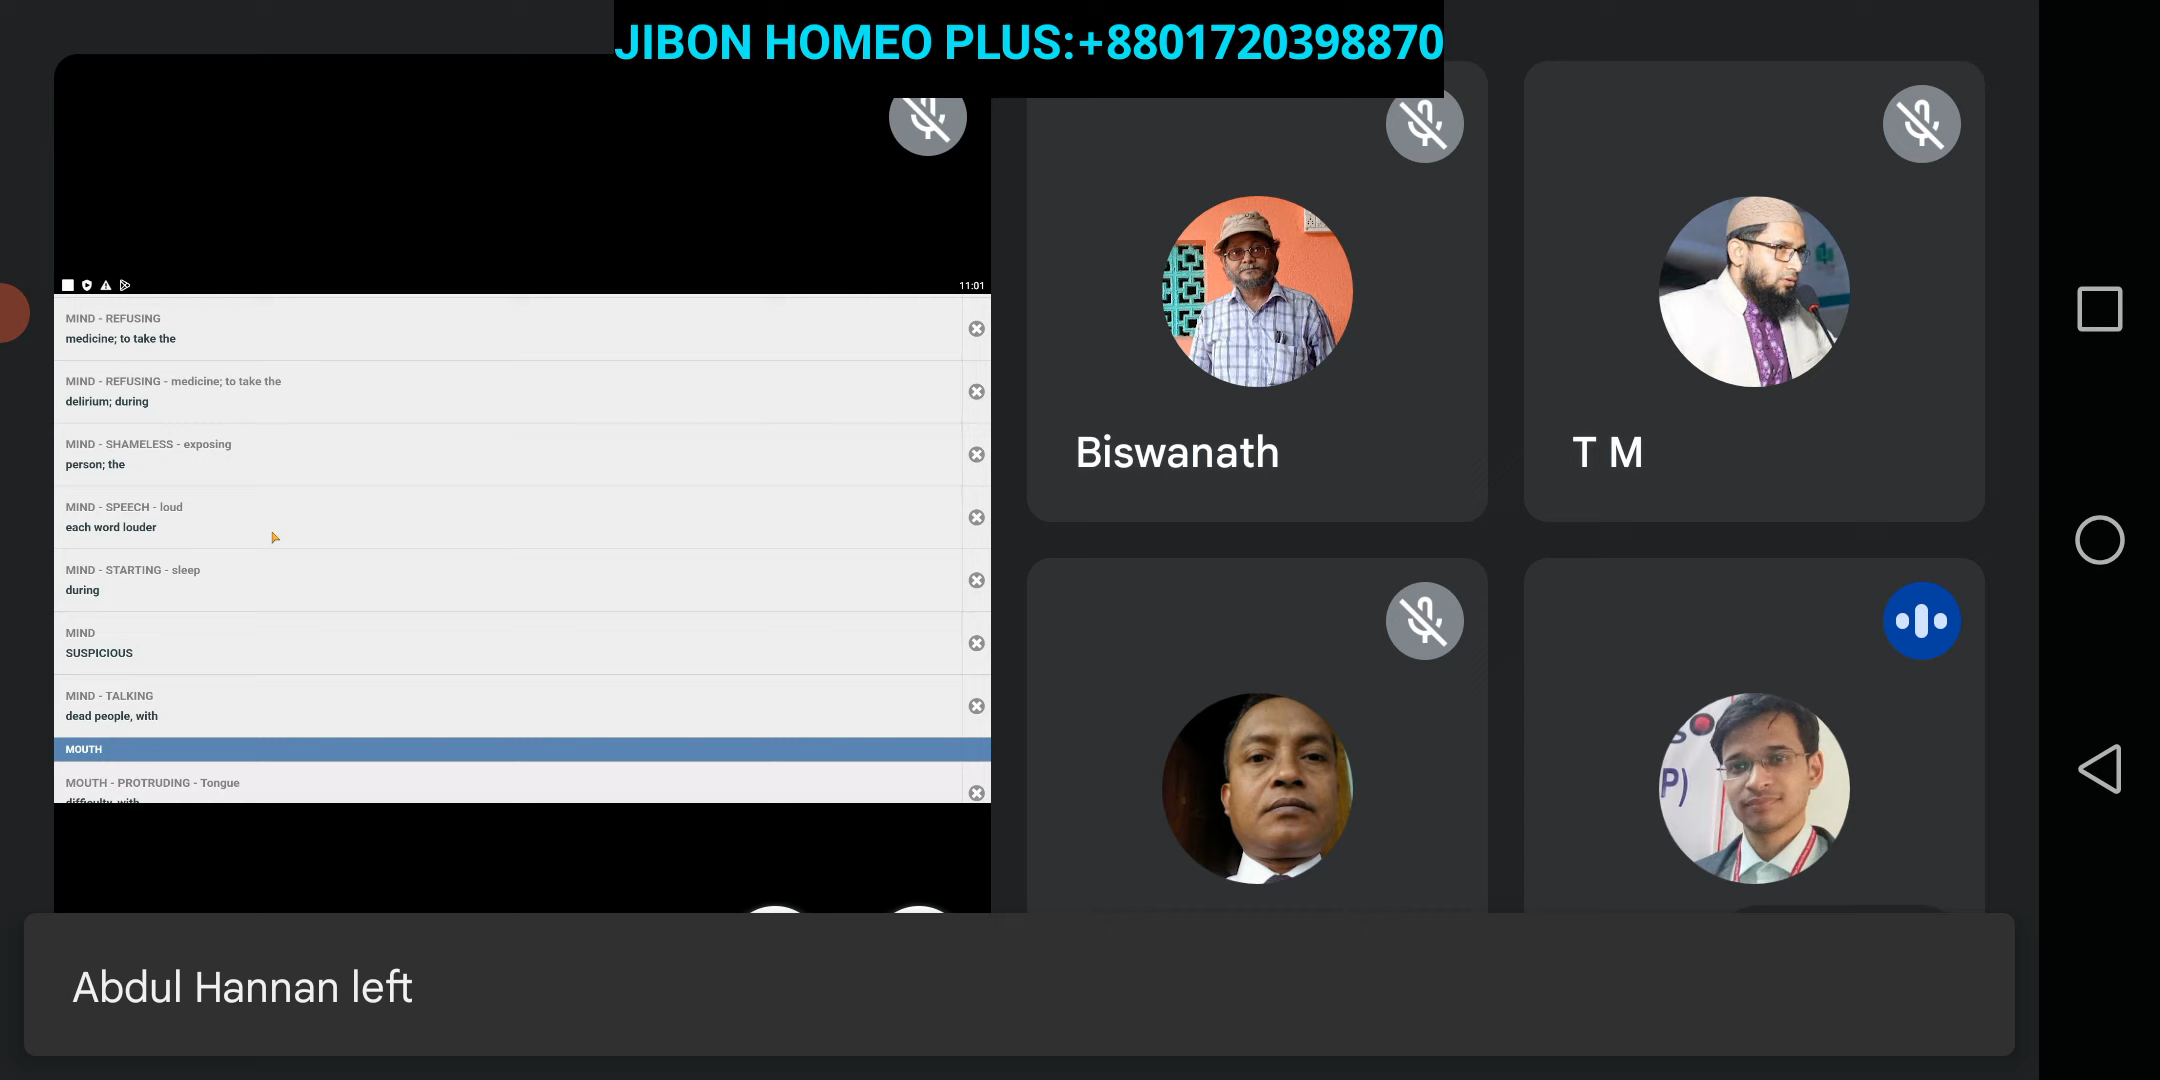 JIBON HOMEO PLUS:+8801720398870
11:01
MIND - REFUSING
medicine; to take the
MIND - REFUSING - medicine; to take the
delirium; during
MIND - SHAMELESS - exposing
person; the
MIND - SPEECH - loud
each word louder
MIND - STARTING - sleep
during
MIND
SUSPICIOUS
MIND - TALKING
dead people, with
MOUTH
MOUTH - PROTRUDING - Tongue
difficulty, with
Biswanath
T M
P)
Abdul Hannan left